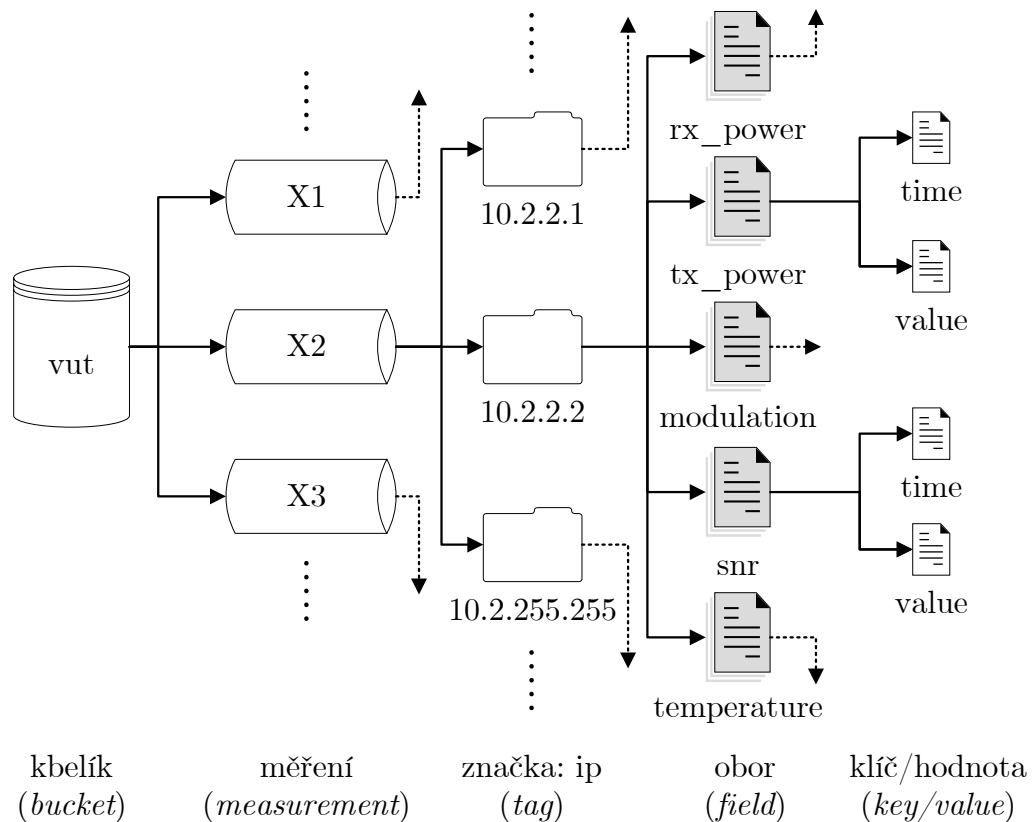 vut
X1
X2
X3
10.2.2.1
10.2.2.2
10.2.255.255
rx_power
tx_power
modulation
snr
temperature
time
value
time
value
kbelík
(bucket)
měření
(measurement)
značka: ip
(tag)
obor
(field)
klíč/hodnota
(key/value)